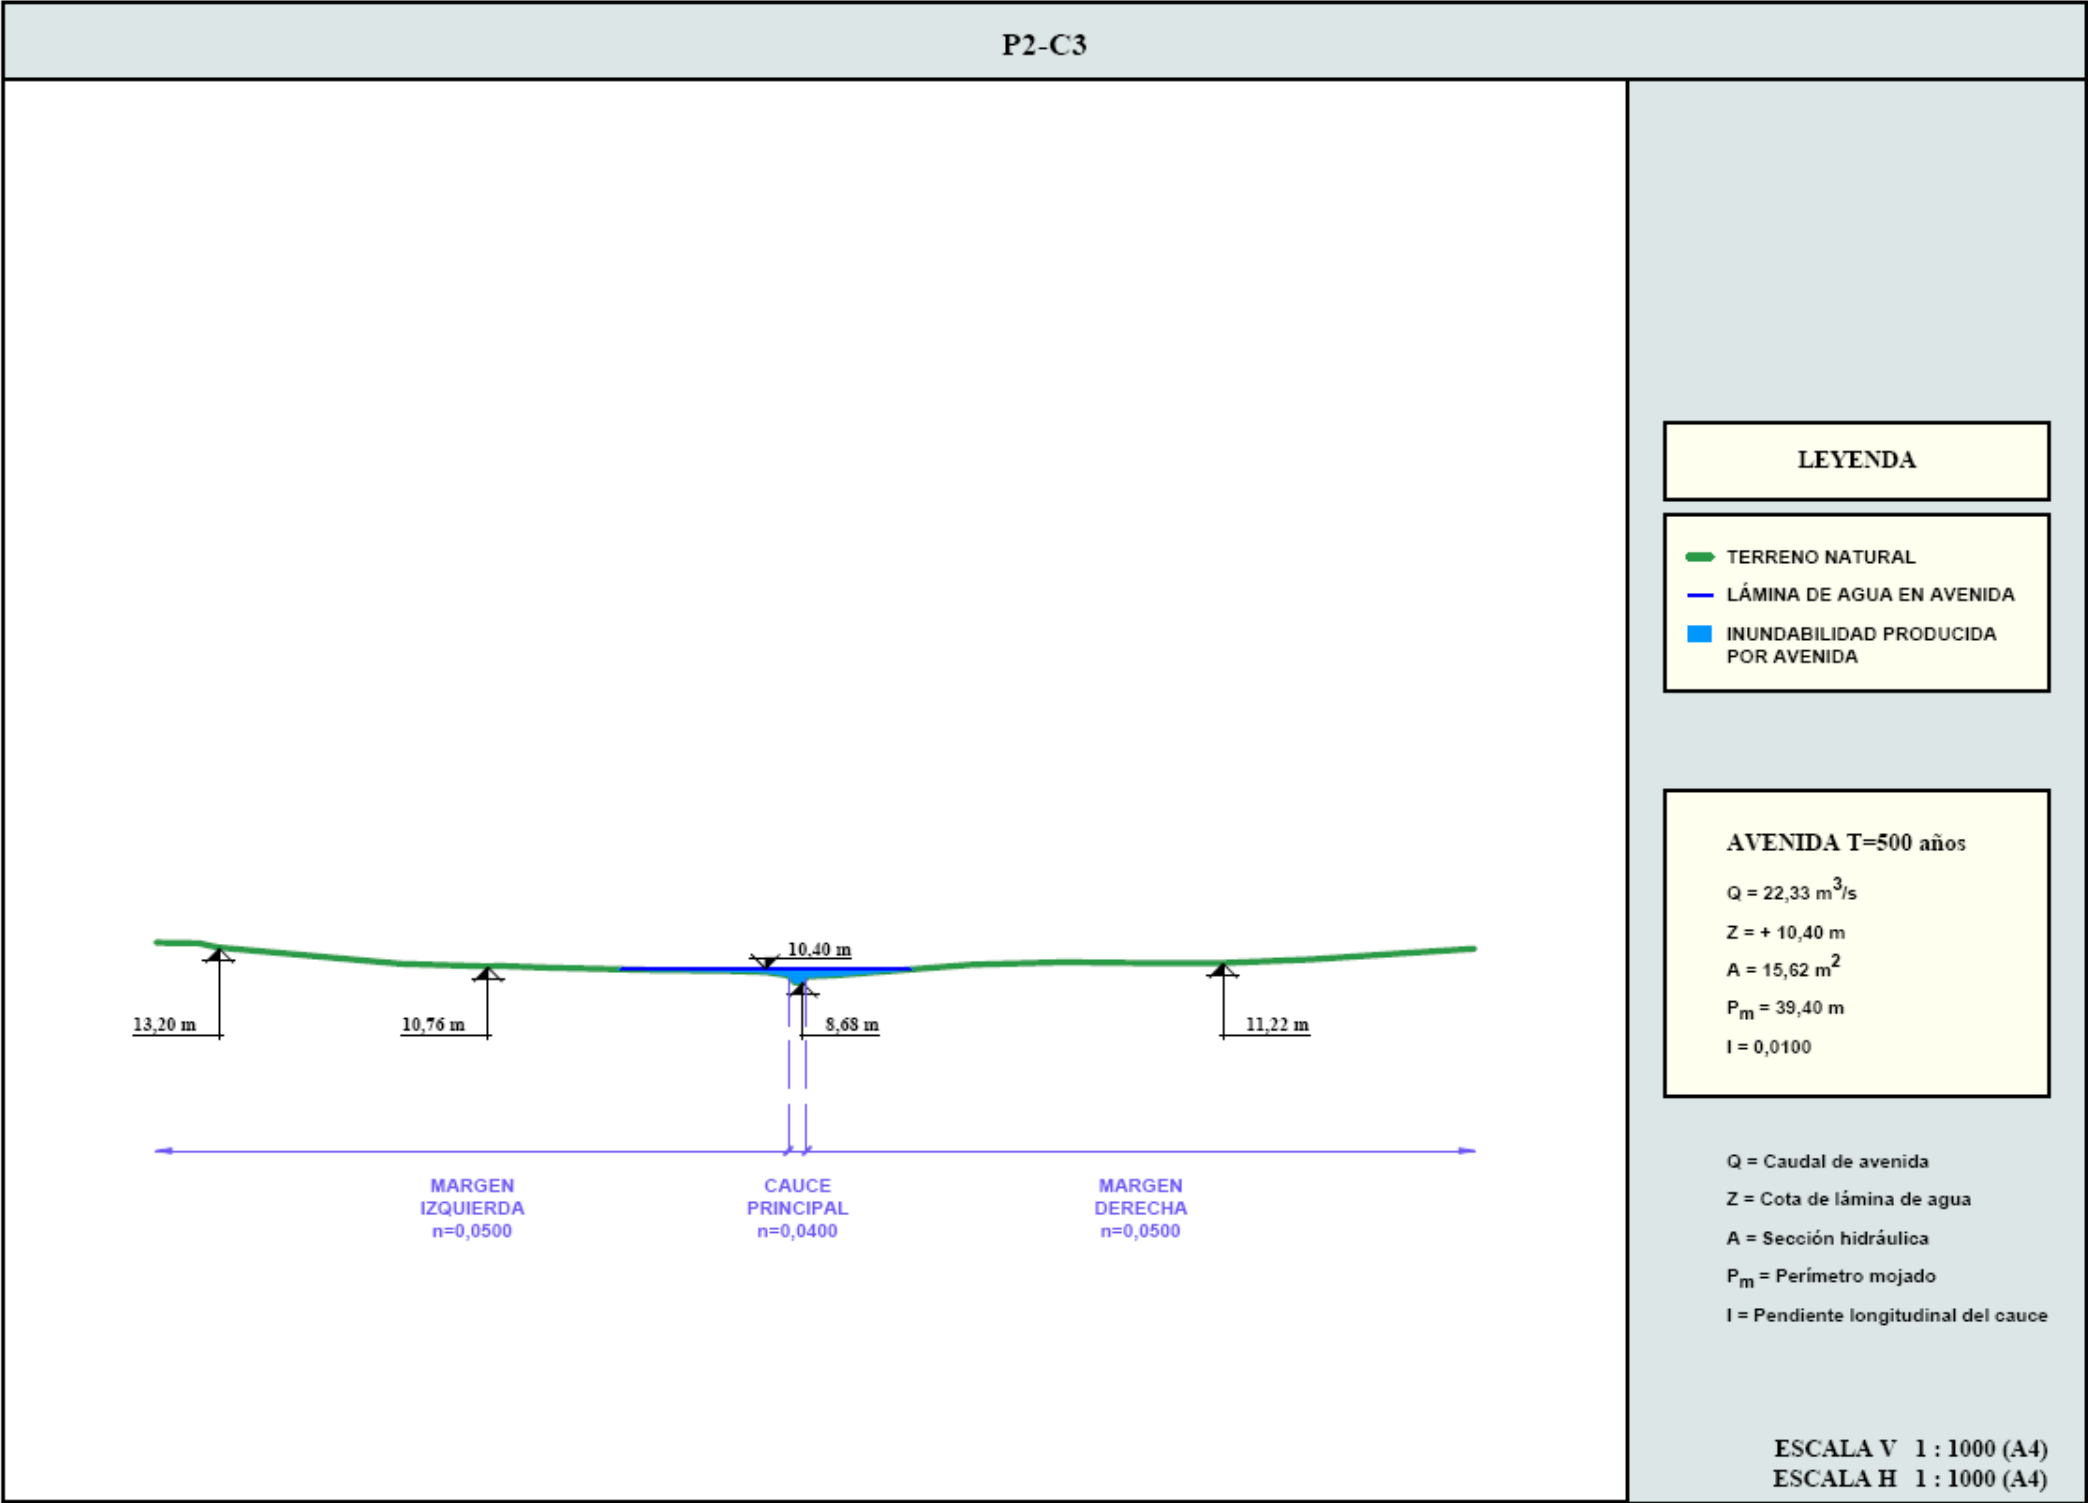 P2-C3
10,40 m
13,20 m
10,76 m
8,68 m
11,22 m
MARGEN
IZQUIERDA
n=0,0500
CAUCE
PRINCIPAL
n=0,0400
MARGEN
DERECHA
n=0,0500
LEYENDA
TERRENO NATURAL
LÁMINA DE AGUA EN AVENIDA
INUNDABILIDAD PRODUCIDA
POR AVENIDA
AVENIDA T=500 años
Q = 22,33 m³/s
Z = + 10,40 m
A = 15,62 m²
Pm = 39,40 m
I = 0,0100
Q = Caudal de avenida
Z = Cota de lámina de agua
A = Sección hidráulica
Pm = Perímetro mojado
I = Pendiente longitudinal del cauce
ESCALA V 1 : 1000 (A4)
ESCALA H 1 : 1000 (A4)